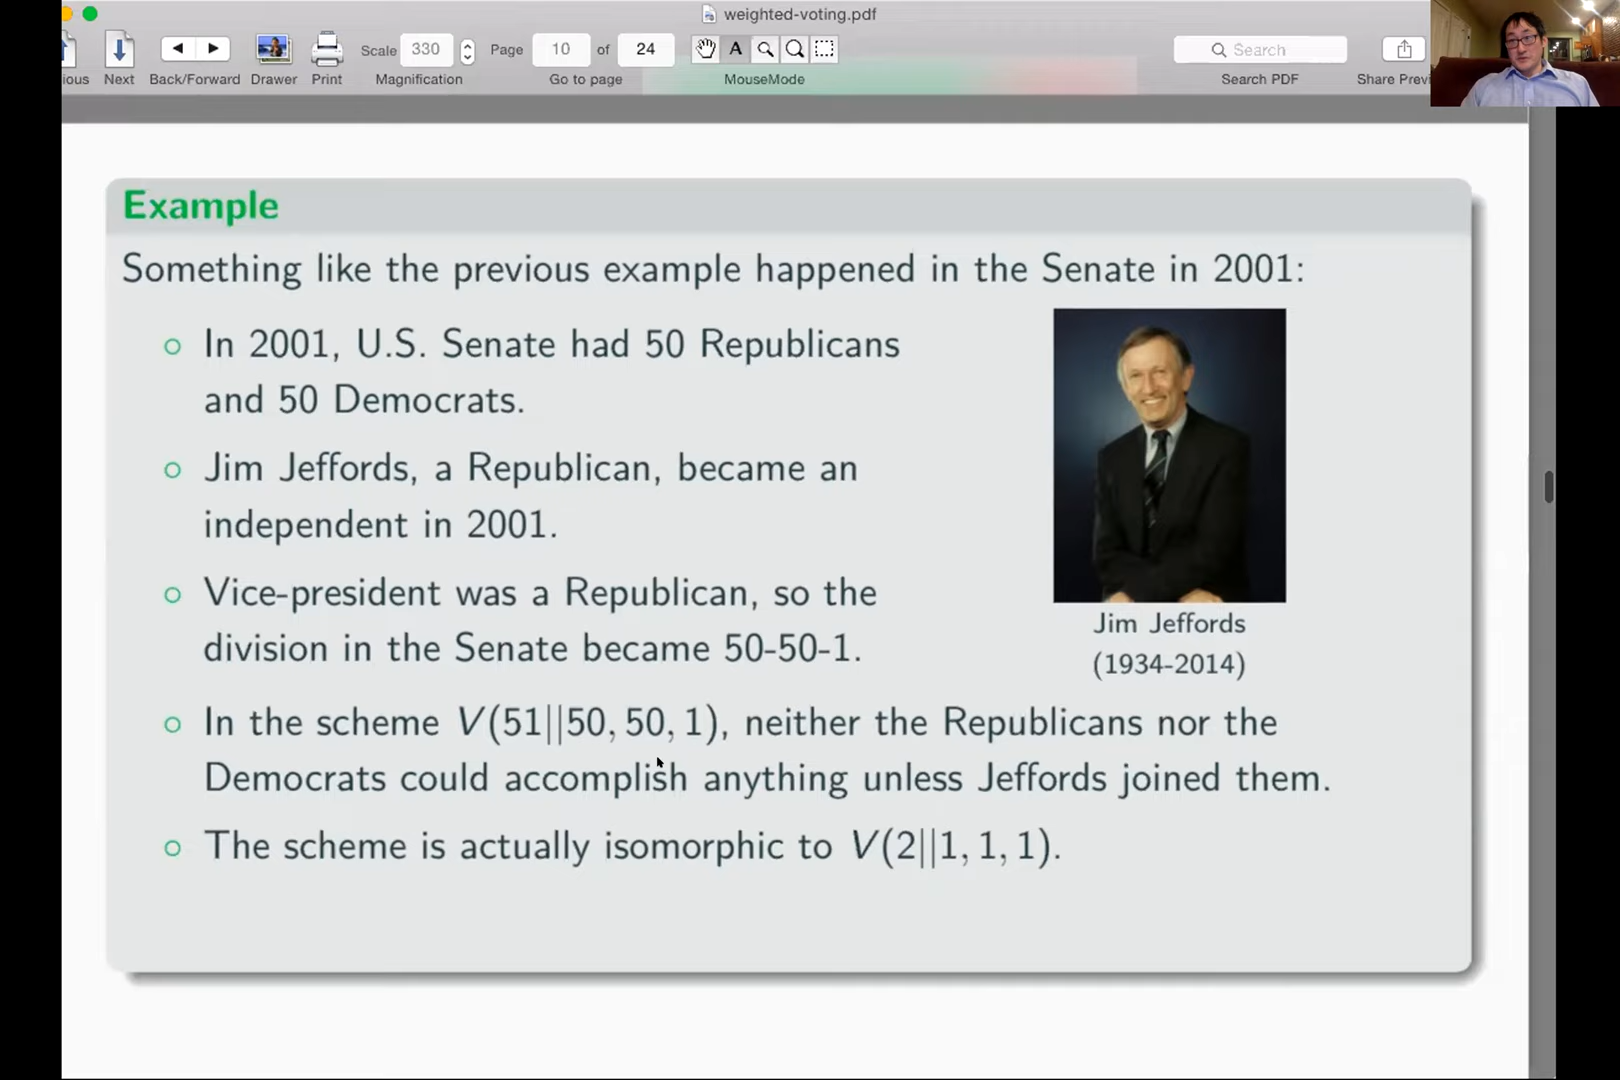 weighted-voting.pdf
ious
Next
Back/Forward
Drawer
Print
Scale 330
Magnification
Page 10 of 24
Go to page
A
MouseMode
Search
Search PDF
Share Previ
Example
Something like the previous example happened in the Senate in 2001:
In 2001, U.S. Senate had 50 Republicans
and 50 Democrats.
Jim Jeffords, a Republican, became an
independent in 2001.
Vice-president was a Republican, so the
division in the Senate became 50-50-1.
Jim Jeffords
(1934-2014)
In the scheme V(51||50, 50, 1), neither the Republicans nor the
Democrats could accomplish anything unless Jeffords joined them.
The scheme is actually isomorphic to V(2||1, 1, 1).